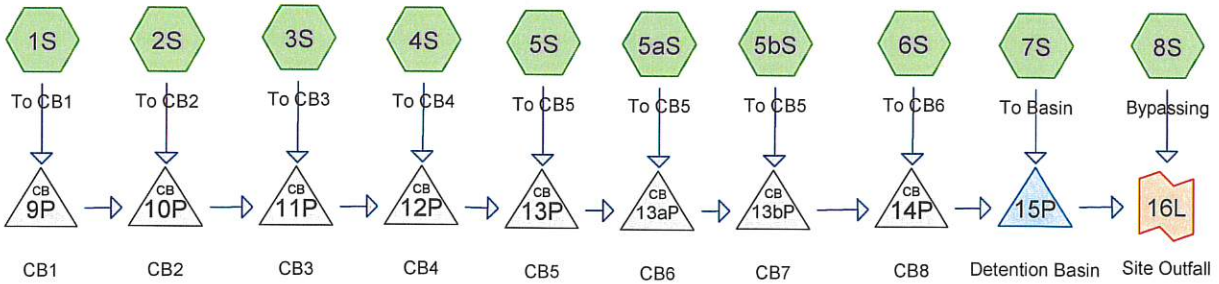 1S 2S 3S 4S 5S 5aS 5bS 6S 7S 8S
To CB1 To CB2 To CB3 To CB4 To CB5 To CB5 To CB5 To CB6 To Basin Bypassing
CB CB CB CB CB CB CB CB
9P 10P 11P 12P 13P 13aP 13bP 14P 15P 16L
CB1 CB2 CB3 CB4 CB5 CB6 CB7 CB8 Detention Basin Site Outfall